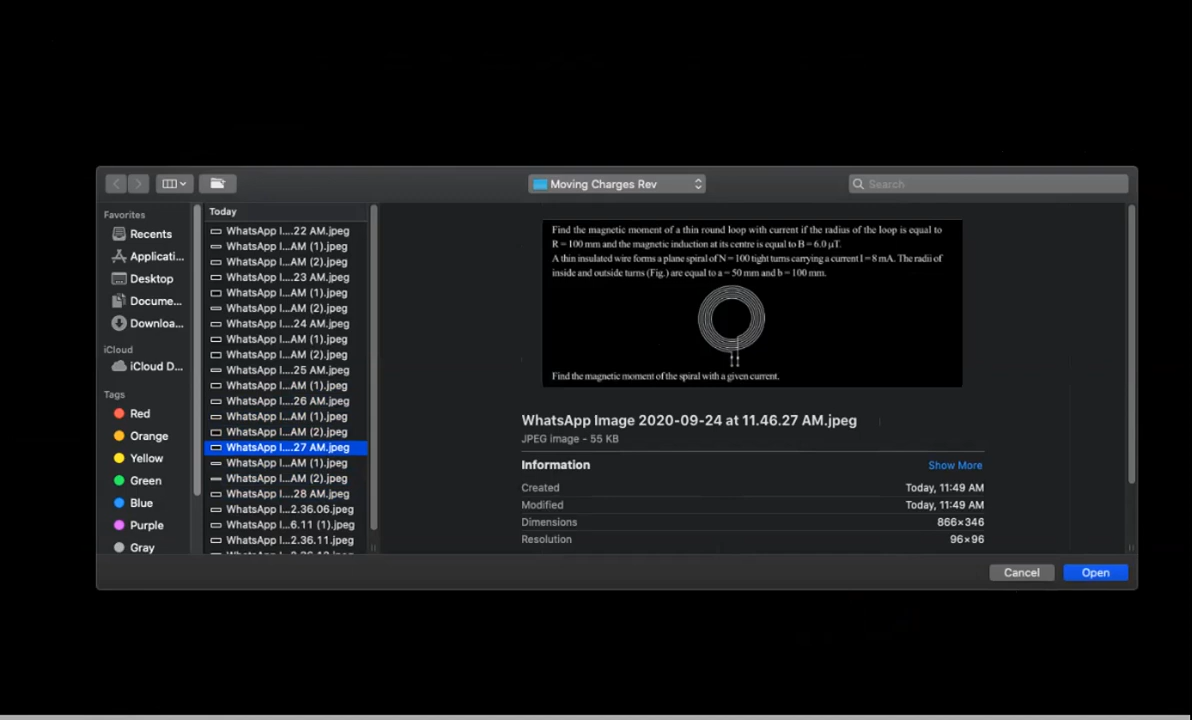 Moving Charges Rev
Search
Favorites
Recents
Applicati...
Desktop
Docume...
Downloa...
iCloud
iCloud D...
Tags
Red
Orange
Yellow
Green
Blue
Purple
Gray
Today
WhatsApp I....22 AM.jpeg
WhatsApp I...AM (1).jpeg
WhatsApp I...AM (2).jpeg
WhatsApp I....23 AM.jpeg
WhatsApp I...AM (1).jpeg
WhatsApp I...AM (2).jpeg
WhatsApp I....24 AM.jpeg
WhatsApp I...AM (1).jpeg
WhatsApp I...AM (2).jpeg
WhatsApp I....25 AM.jpeg
WhatsApp I...AM (1).jpeg
WhatsApp I....26 AM.jpeg
WhatsApp I...AM (1).jpeg
WhatsApp I...AM (2).jpeg
WhatsApp I....27 AM.jpeg
WhatsApp I...AM (1).jpeg
WhatsApp I...AM (2).jpeg
WhatsApp I....28 AM.jpeg
WhatsApp I...2.36.06.jpeg
WhatsApp I...6.11 (1).jpeg
WhatsApp I...2.36.11.jpeg
Find the magnetic moment of a thin round loop with current if the radius of the loop is equal to
R = 100 mm and the magnetic induction at its centre is equal to B = 6.0 μT.
A thin insulated wire forms a plane spiral of N = 100 tight turns carrying a current I = 8 mA. The radii of
inside and outside turns (Fig.) are equal to a = 50 mm and b = 100 mm.
Find the magnetic moment of the spiral with a given current.
WhatsApp Image 2020-09-24 at 11.46.27 AM.jpeg
JPEG image - 55 KB
Information
Show More
Created
Today, 11:49 AM
Modified
Today, 11:49 AM
Dimensions
866×346
Resolution
96×96
Cancel
Open